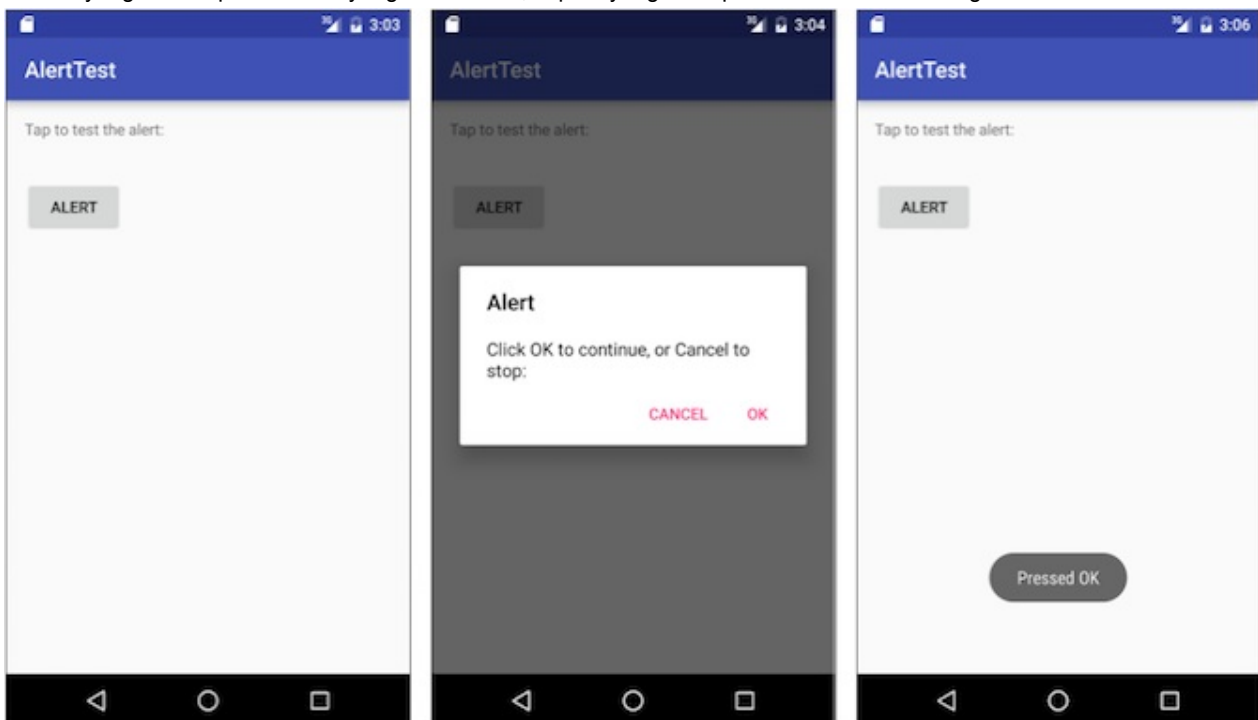 3:03
AlertTest
Tap to test the alert:
ALERT
3:04
AlertTest
Tap to test the alert:
ALERT
Alert
Click OK to continue, or Cancel to
stop:
CANCEL OK
3:06
AlertTest
Tap to test the alert:
ALERT
Pressed OK